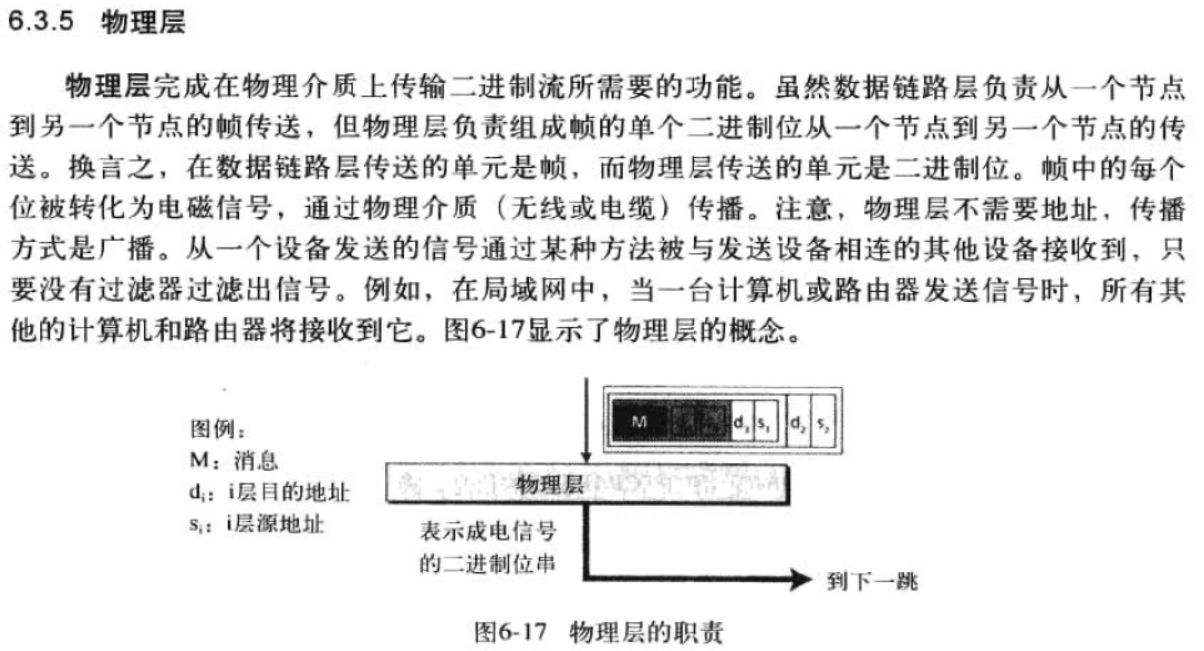 6.3.5 物理层
物理层完成在物理介质上传输二进制流所需要的功能。虽然数据链路层负责从一个节点
到另一个节点的帧传送，但物理层负责组成帧的单个二进制位从一个节点到另一个节点的传
送。换言之，在数据链路层传送的单元是帧，而物理层传送的单元是二进制位。帧中的每个
位被转化为电磁信号，通过物理介质（无线或电缆）传播。注意，物理层不需要地址，传播
方式是广播。从一个设备发送的信号通过某种方法被与发送设备相连的其他设备接收到，只
要没有过滤器过滤出信号。例如，在局域网中，当一台计算机或路由器发送信号时，所有其
他的计算机和路由器将接收到它。图6-17显示了物理层的概念。
图例：
M：消息
dᵢ：i层目的地址
sᵢ：i层源地址
M
d₃ s₃ d₂ s₂
物理层
表示成电信号
的二进制位串
到下一跳
图6-17 物理层的职责